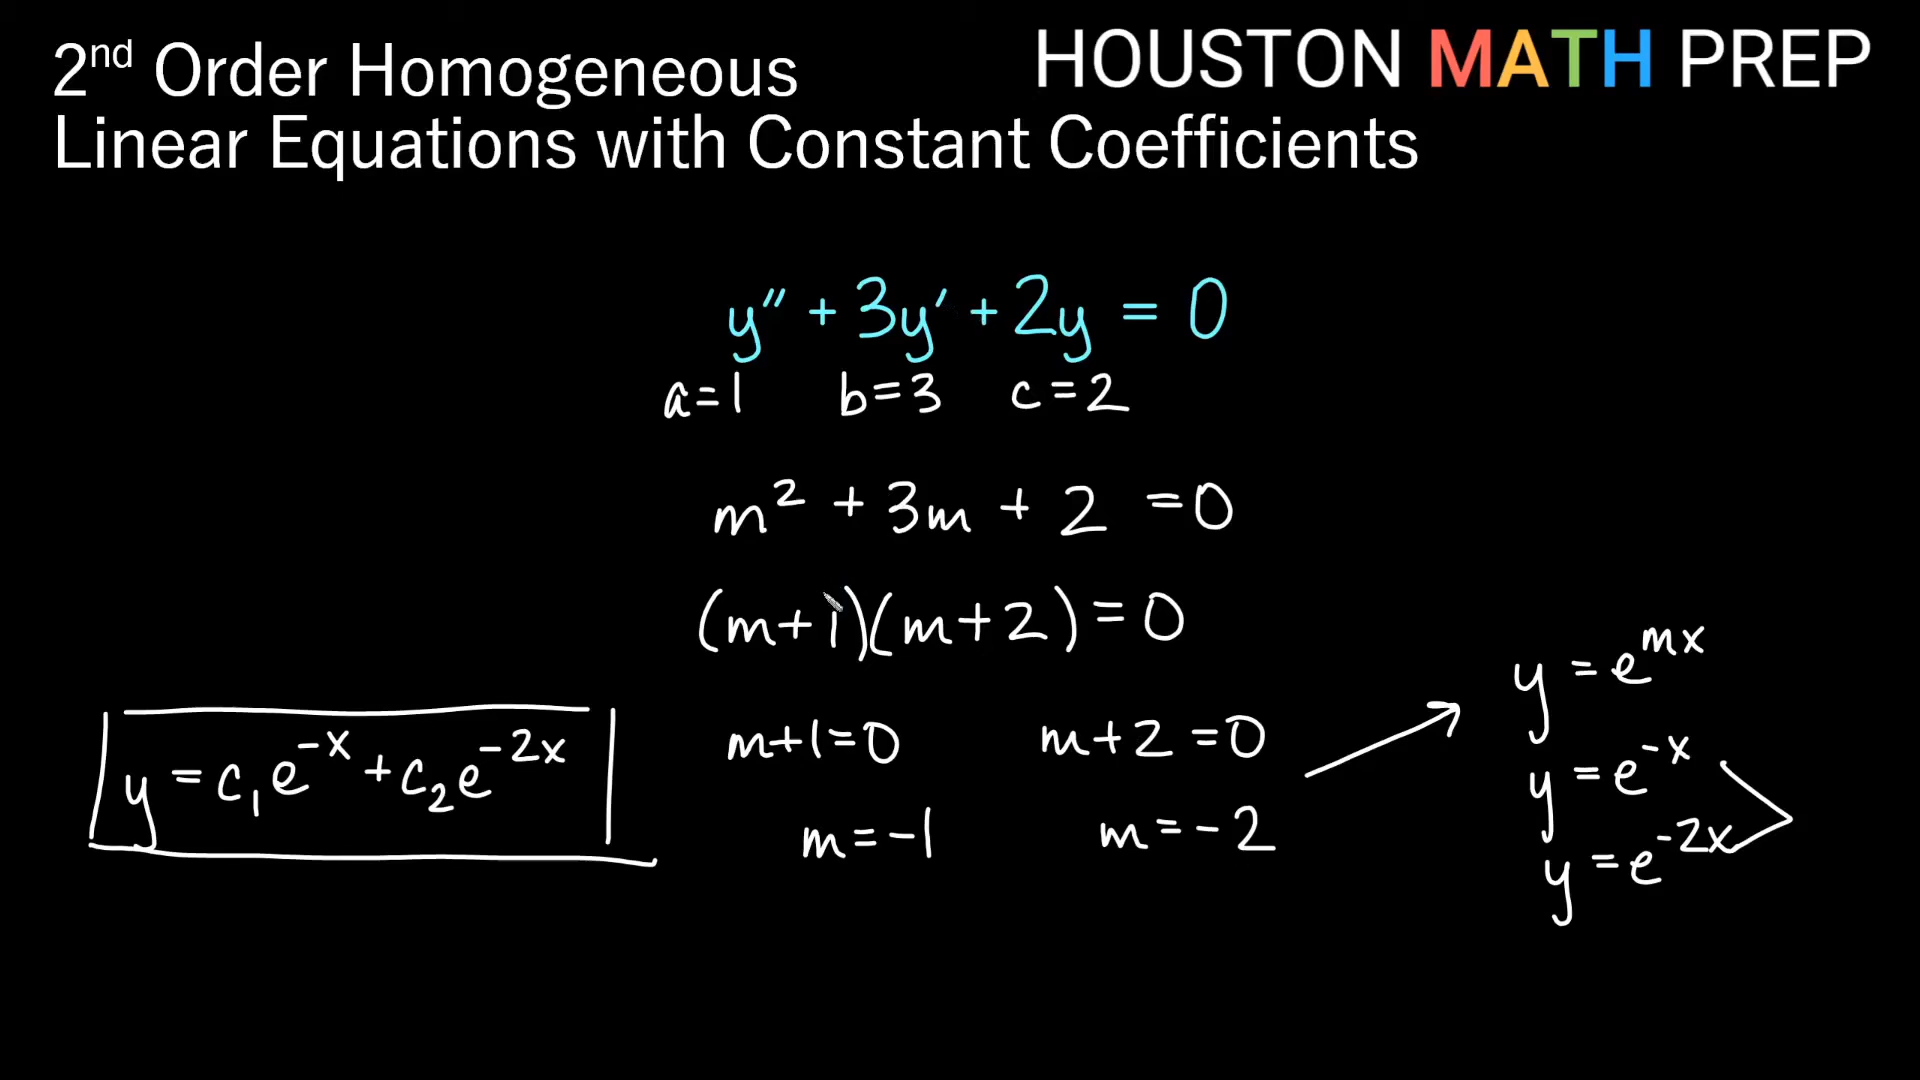 2nd Order Homogeneous
Linear Equations with Constant Coefficients
HOUSTON MATH PREP
y″ + 3y′ + 2y = 0
a=1 b=3 c=2
m² + 3m + 2 = 0
(m+1)(m+2) = 0
m+1=0 m+2=0
m=-1 m=-2
y = e^{mx}
y = e^{-x}
y = e^{-2x}
y = c₁e^{-x} + c₂e^{-2x}